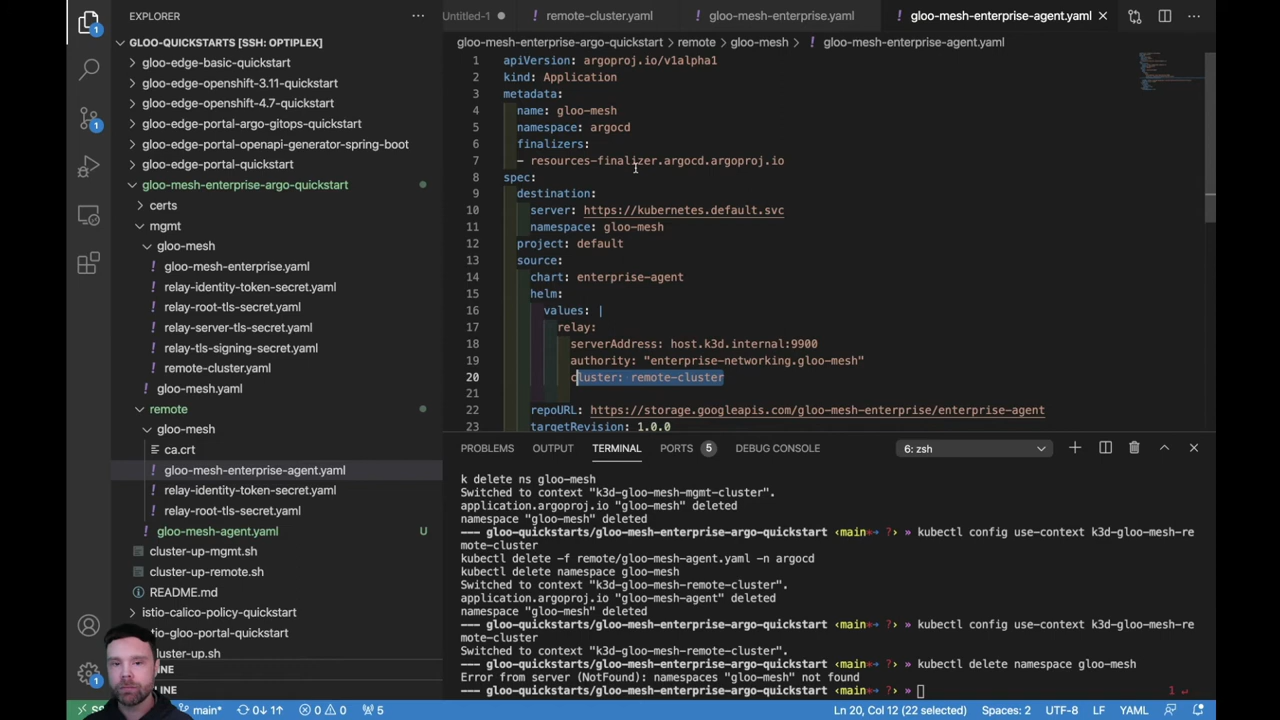 EXPLORER
GLOO-QUICKSTARTS [SSH: OPTIPLEX]
gloo-edge-basic-quickstart
gloo-edge-openshift-3.11-quickstart
gloo-edge-openshift-4.7-quickstart
gloo-edge-portal-argo-gitops-quickstart
gloo-edge-portal-openapi-generator-spring-boot
gloo-edge-portal-quickstart
gloo-mesh-enterprise-argo-quickstart
certs
mgmt
gloo-mesh
! gloo-mesh-enterprise.yaml
! relay-identity-token-secret.yaml
! relay-root-tls-secret.yaml
! relay-server-tls-secret.yaml
! relay-tls-signing-secret.yaml
! remote-cluster.yaml
! gloo-mesh.yaml
remote
gloo-mesh
ca.crt
! gloo-mesh-enterprise-agent.yaml
! relay-identity-token-secret.yaml
! relay-root-tls-secret.yaml
! gloo-mesh-agent.yaml U
cluster-up-mgmt.sh
cluster-up-remote.sh
README.md
istio-calico-policy-quickstart
stio-gloo-portal-quickstart
uster-up.sh
INE
LINE
1
1
1
Untitled-1
! remote-cluster.yaml
! gloo-mesh-enterprise.yaml
! gloo-mesh-enterprise-agent.yaml
gloo-mesh-enterprise-argo-quickstart > remote > gloo-mesh > ! gloo-mesh-enterprise-agent.yaml
1 apiVersion: argoproj.io/v1alpha1
2 kind: Application
3 metadata:
4 name: gloo-mesh
5 namespace: argocd
6 finalizers:
7 - resources-finalizer.argocd.argoproj.io
8 spec:
9 destination:
10 server: https://kubernetes.default.svc
11 namespace: gloo-mesh
12 project: default
13 source:
14 chart: enterprise-agent
15 helm:
16 values: |
17 relay:
18 serverAddress: host.k3d.internal:9900
19 authority: "enterprise-networking.gloo-mesh"
20 cluster: remote-cluster
21
22 repoURL: https://storage.googleapis.com/gloo-mesh-enterprise/enterprise-agent
23 targetRevision: 1.0.0
PROBLEMS OUTPUT TERMINAL PORTS 5 DEBUG CONSOLE 6: zsh
k delete ns gloo-mesh
Switched to context "k3d-gloo-mesh-mgmt-cluster".
application.argoproj.io "gloo-mesh" deleted
namespace "gloo-mesh" deleted
--- gloo-quickstarts/gloo-mesh-enterprise-argo-quickstart ‹main*→ ?› » kubectl config use-context k3d-gloo-mesh-re
mote-cluster
kubectl delete -f remote/gloo-mesh-agent.yaml -n argocd
kubectl delete namespace gloo-mesh
Switched to context "k3d-gloo-mesh-remote-cluster".
application.argoproj.io "gloo-mesh-agent" deleted
namespace "gloo-mesh" deleted
--- gloo-quickstarts/gloo-mesh-enterprise-argo-quickstart ‹main*→ ?› » kubectl config use-context k3d-gloo-mesh-re
mote-cluster
Switched to context "k3d-gloo-mesh-remote-cluster".
--- gloo-quickstarts/gloo-mesh-enterprise-argo-quickstart ‹main*→ ?› » kubectl delete namespace gloo-mesh
Error from server (NotFound): namespaces "gloo-mesh" not found
--- gloo-quickstarts/gloo-mesh-enterprise-argo-quickstart ‹main*→ ?› » 1 ↵
main* 0↓ 1↑ 0 0 5 Ln 20, Col 12 (22 selected) Spaces: 2 UTF-8 LF YAML